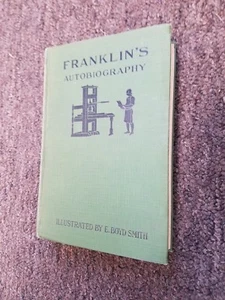 FRANKLIN'S
AUTOBIOGRAPHY
ILLUSTRATED BY E. BOYD SMITH